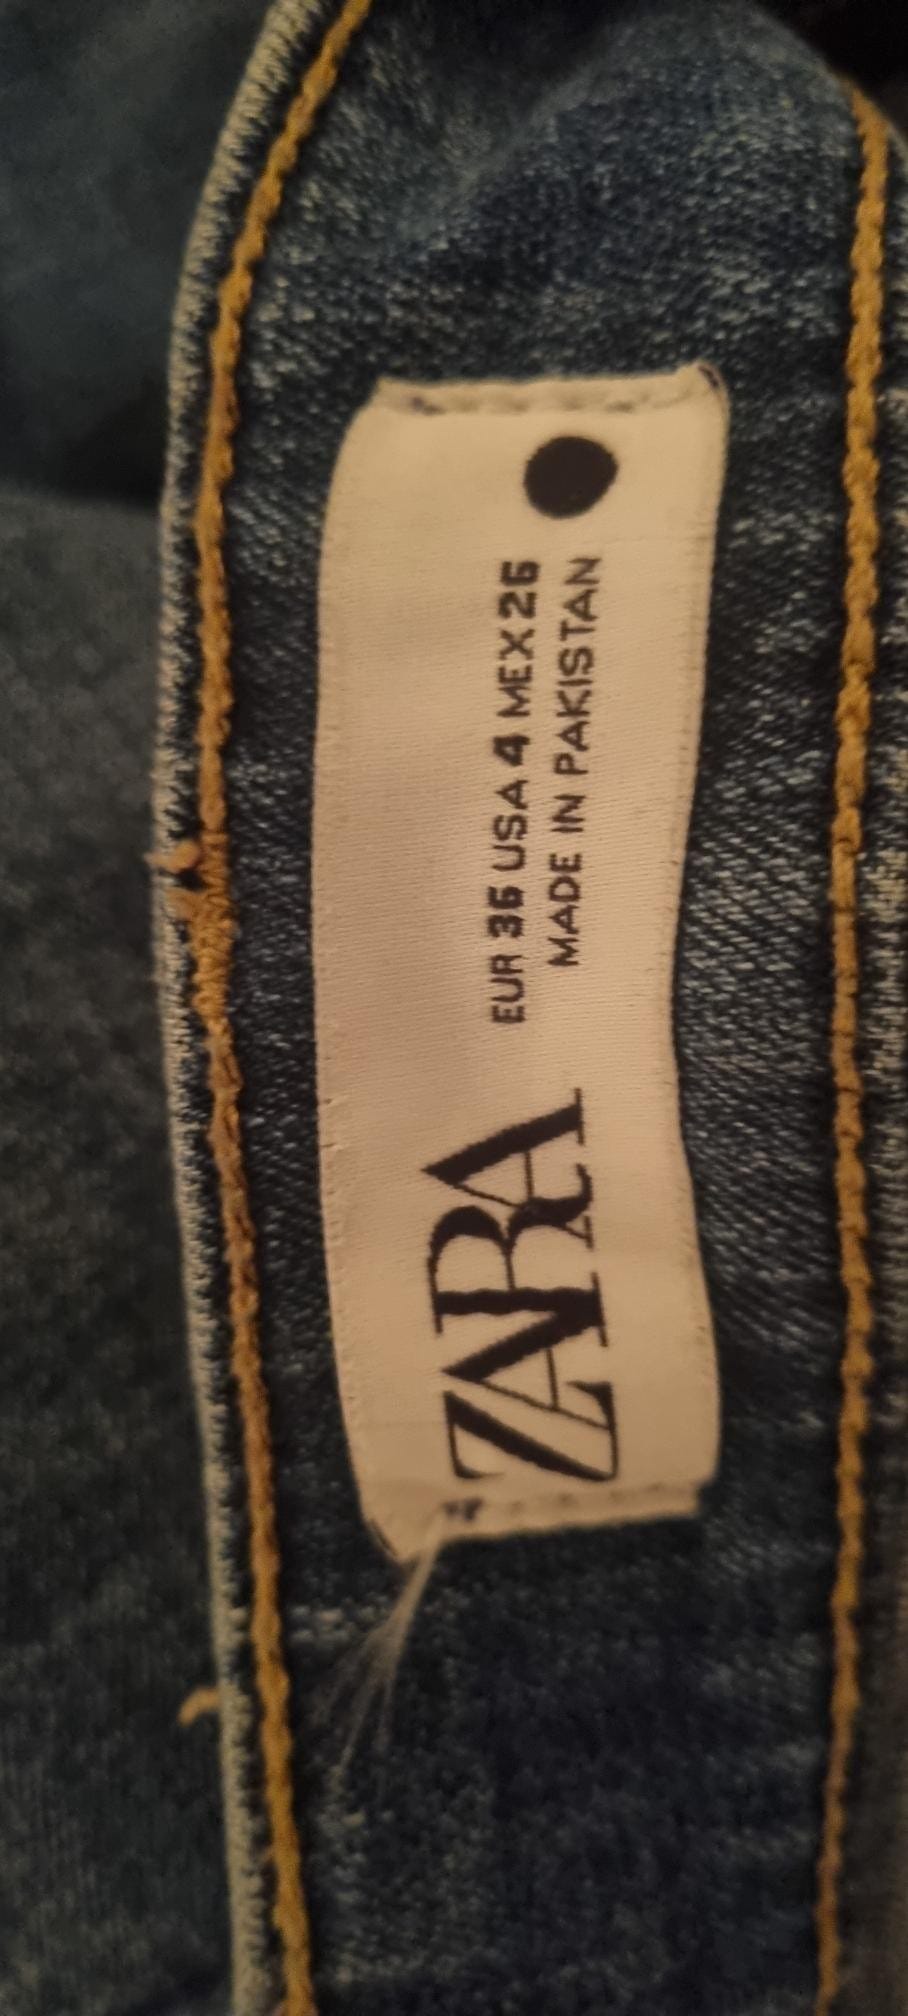 ZARA
EUR 36 USA 4 MEX 26
MADE IN PAKISTAN